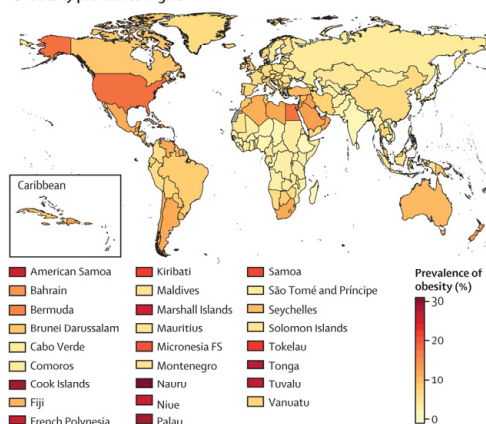 Caribbean
American Samoa
Bahrain
Bermuda
Brunei Darussalam
Cabo Verde
Comoros
Cook Islands
Fiji
French Polynesia
Kiribati
Maldives
Marshall Islands
Mauritius
Micronesia FS
Montenegro
Nauru
Niue
Palau
Samoa
São Tomé and Príncipe
Seychelles
Solomon Islands
Tokelau
Tonga
Tuvalu
Vanuatu
Prevalence of
obesity (%)
30
20
10
0